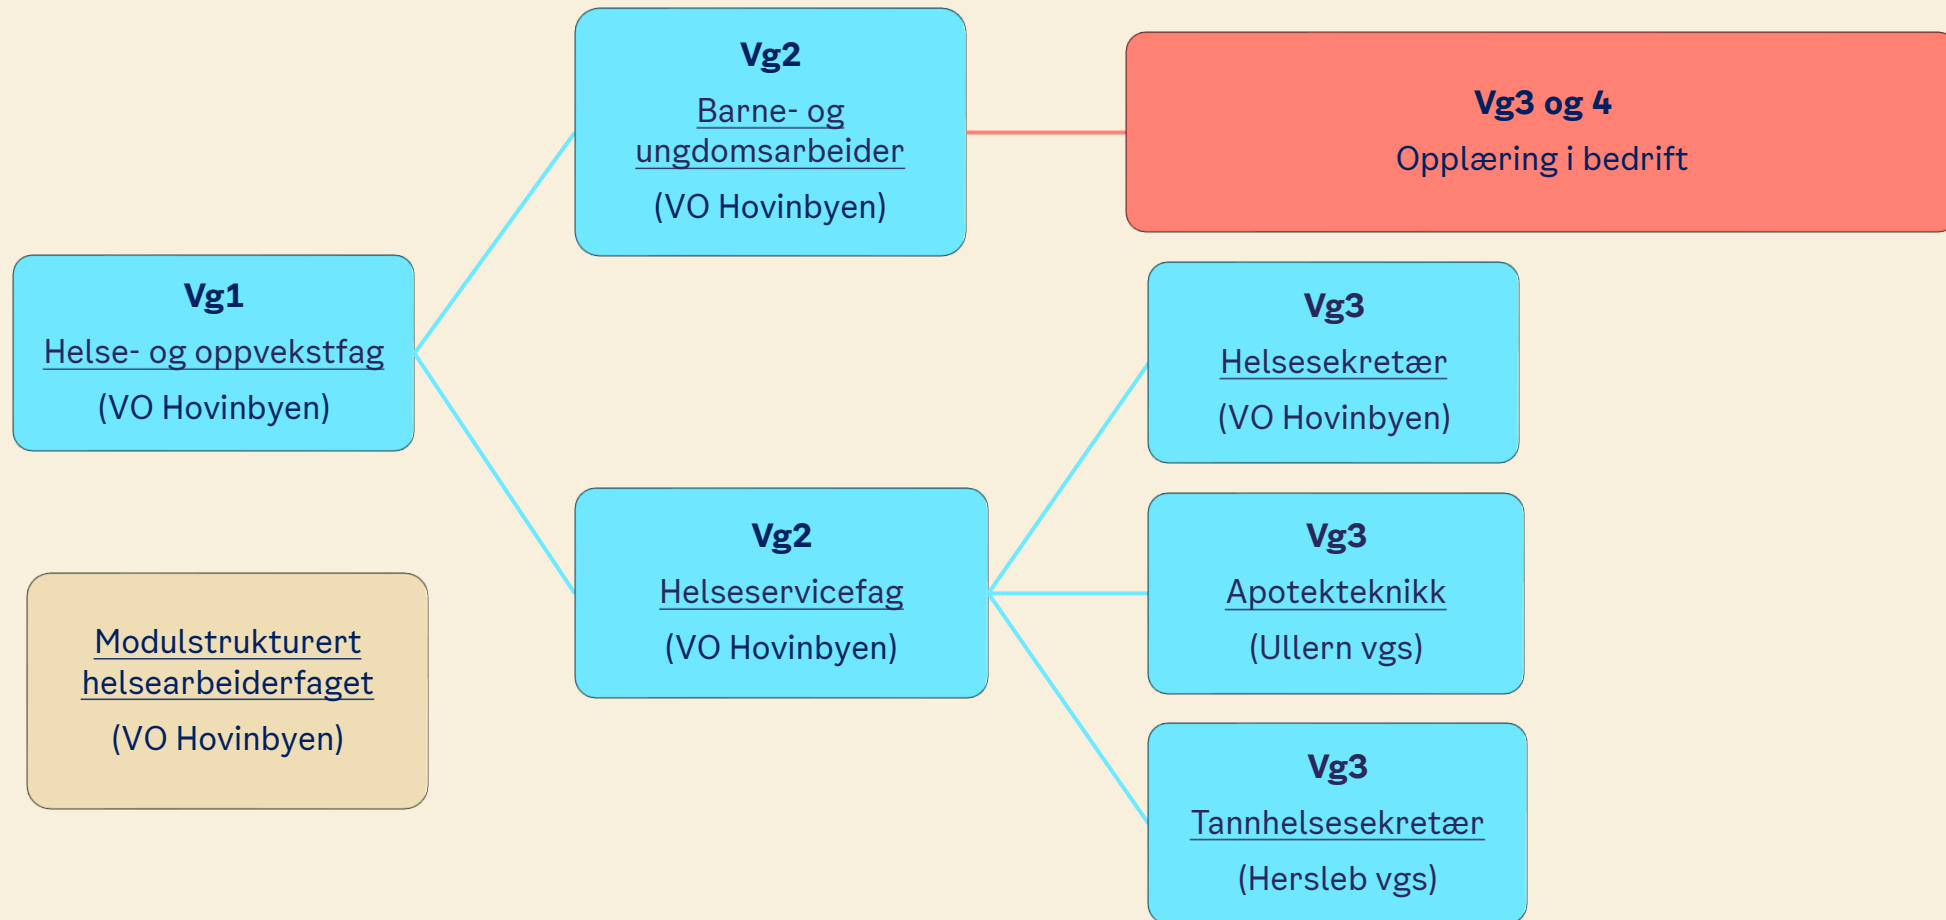 Vg1
Helse- og oppvekstfag
(VO Hovinbyen)
Modulstrukturert
helsearbeiderfaget
(VO Hovinbyen)
Vg2
Barne- og
ungdomsarbeider
(VO Hovinbyen)
Vg2
Helseservicefag
(VO Hovinbyen)
Vg3 og 4
Opplæring i bedrift
Vg3
Helsesekretær
(VO Hovinbyen)
Vg3
Apotekteknikk
(Ullern vgs)
Vg3
Tannhelsesekretær
(Hersleb vgs)